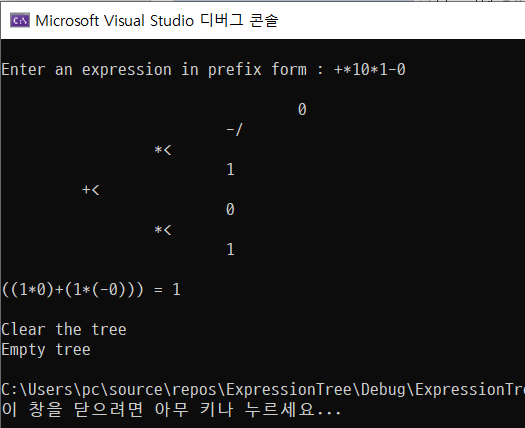 Microsoft Visual Studio 디버그 콘솔
Enter an expression in prefix form : +*10*1-0
0
-/
*<
1
+<
0
*<
1
((1*0)+(1*(-0))) = 1
Clear the tree
Empty tree
C:\Users\pc\source\repos\ExpressionTree\Debug\ExpressionTre
이 창을 닫으려면 아무 키나 누르세요...